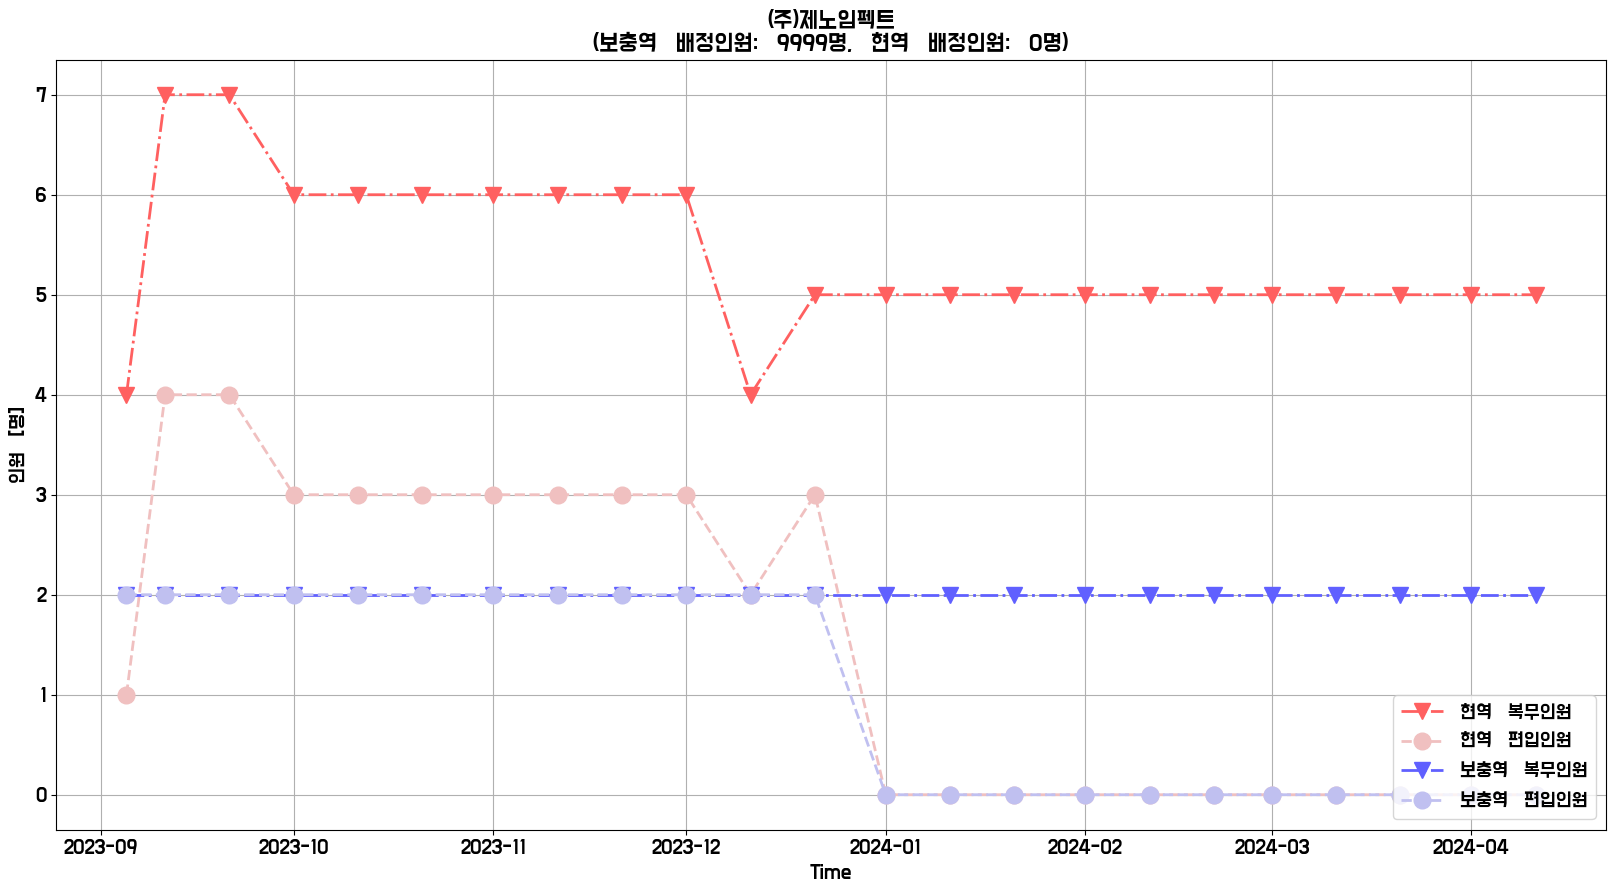 (주)제노임펙트
(보충역 배정인원: 9999명, 현역 배정인원: 0명)
7
6
5
4
3
2
1
0
인원 [명]
2023-09
2023-10
2023-11
2023-12
2024-01
2024-02
2024-03
2024-04
Time
현역 복무인원
현역 편입인원
보충역 복무인원
보충역 편입인원